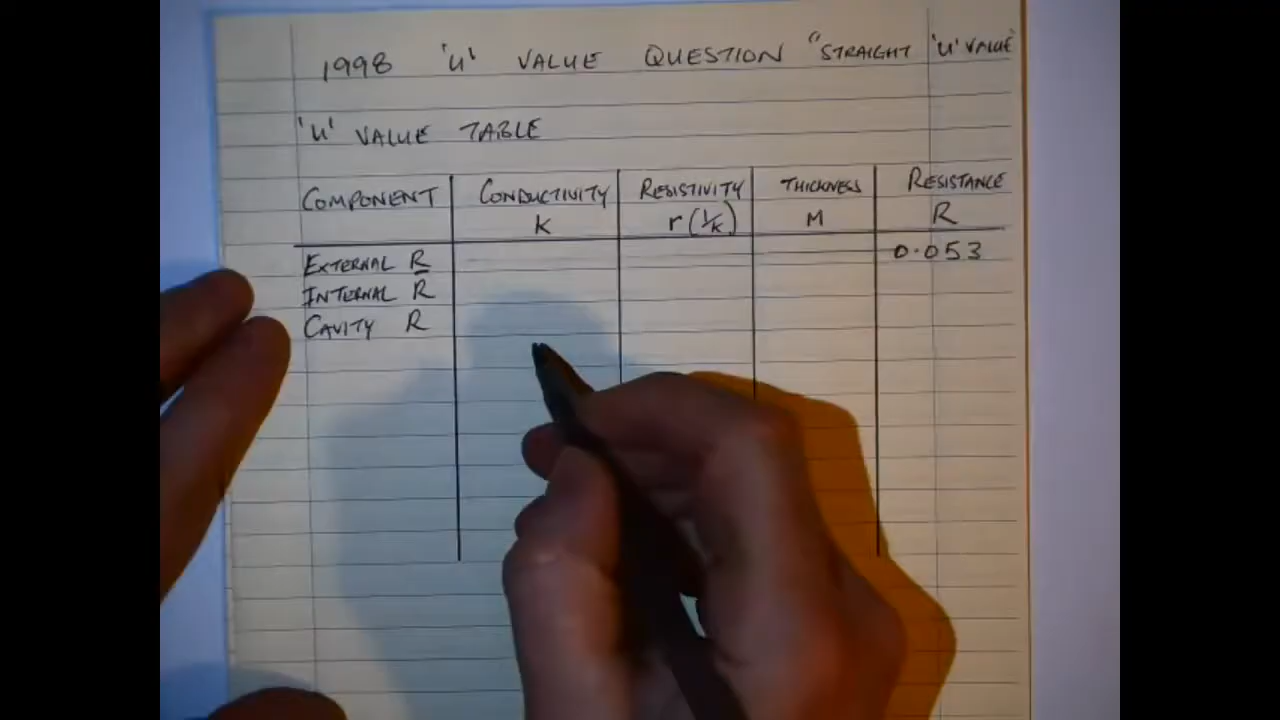 1998 'U' VALUE QUESTION "STRAIGHT 'U' VALUE"
'U' VALUE TABLE
COMPONENT CONDUCTIVITY RESISTIVITY THICKNESS RESISTANCE
k r(1/k) M R
EXTERNAL R 0.053
INTERNAL R
CAVITY R